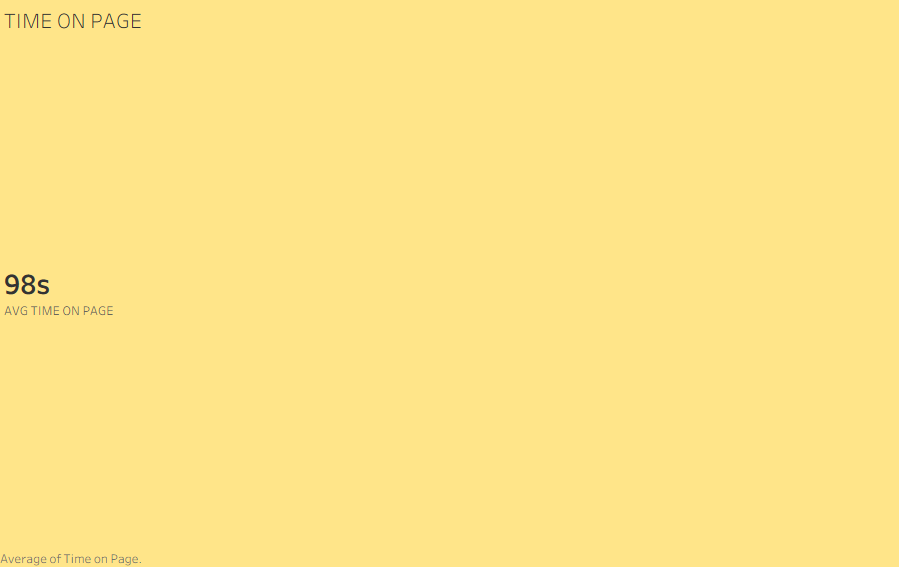 TIME ON PAGE
98s
AVG TIME ON PAGE
Average of Time on Page.